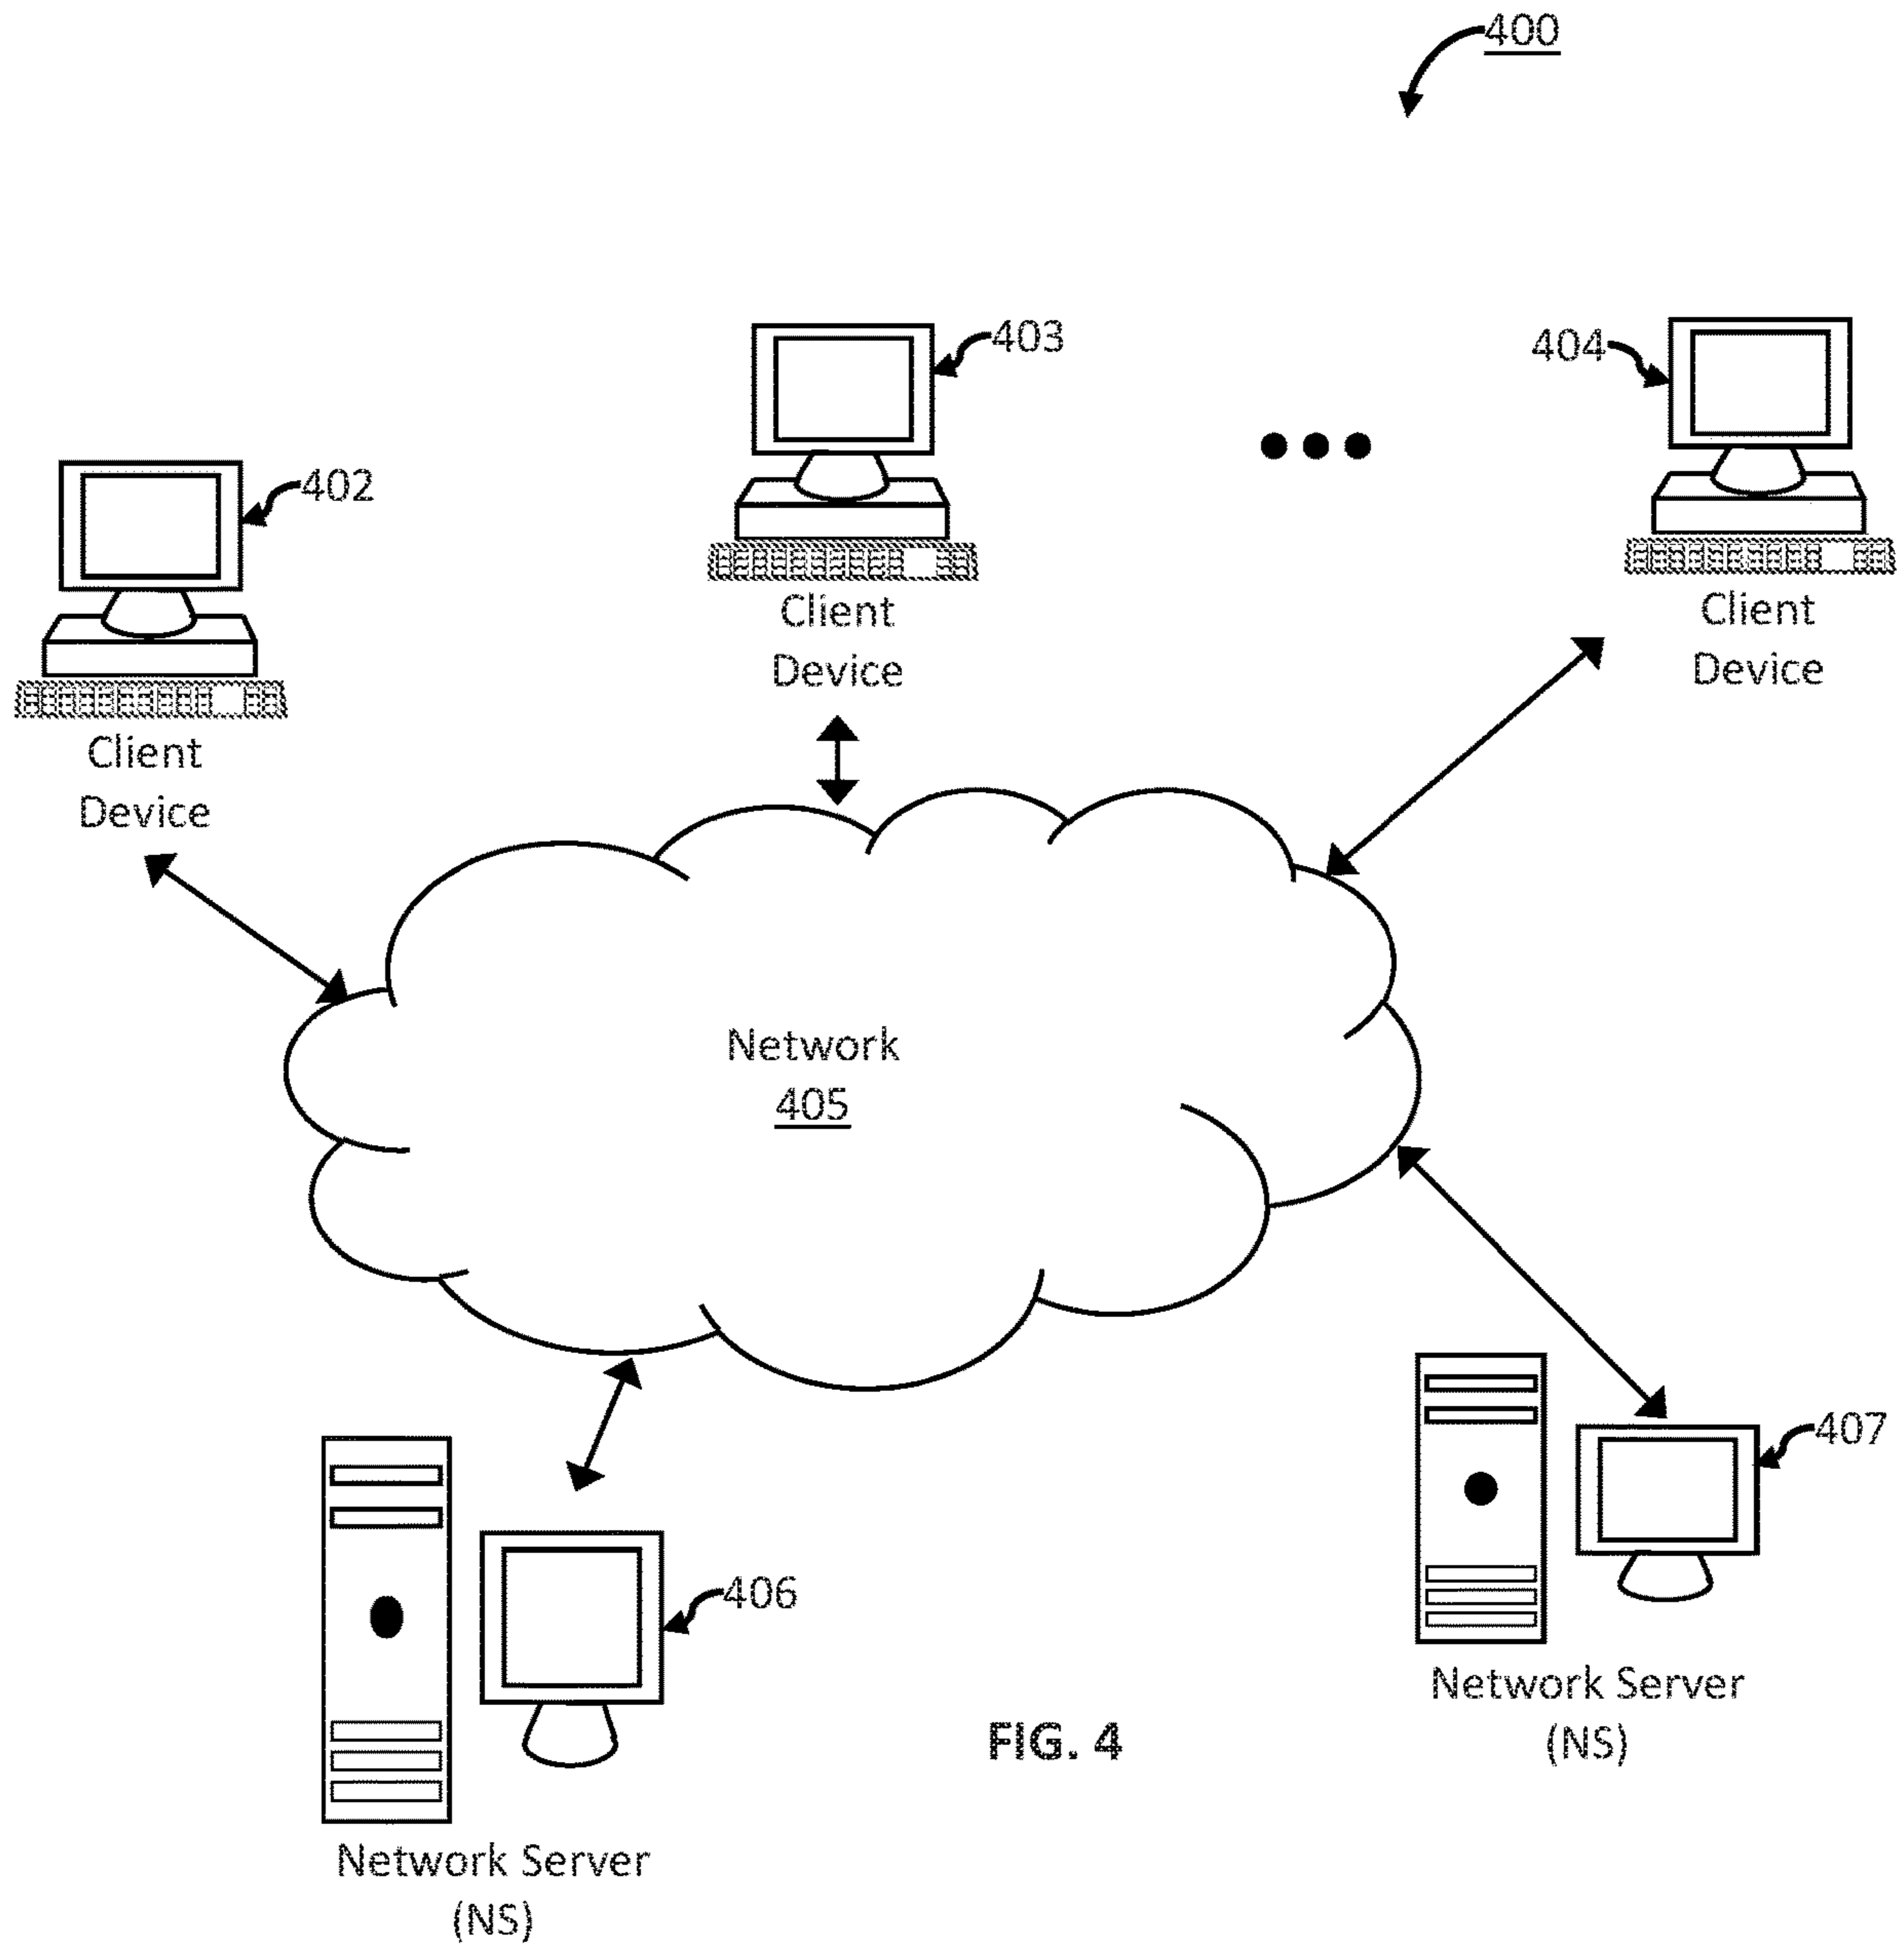 400
403
404
402
Client
Device
Client
Device
Client
Device
Network
405
407
406
Network Server
(NS)
FIG. 4
Network Server
(NS)